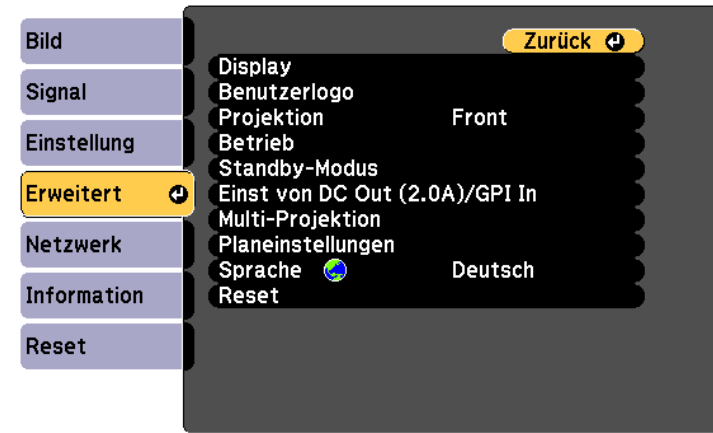 Bild
Signal
Einstellung
Erweitert
Netzwerk
Information
Reset
Zurück
Display
Benutzerlogo
Projektion Front
Betrieb
Standby-Modus
Einst von DC Out (2.0A)/GPI In
Multi-Projektion
Planeinstellungen
Sprache Deutsch
Reset